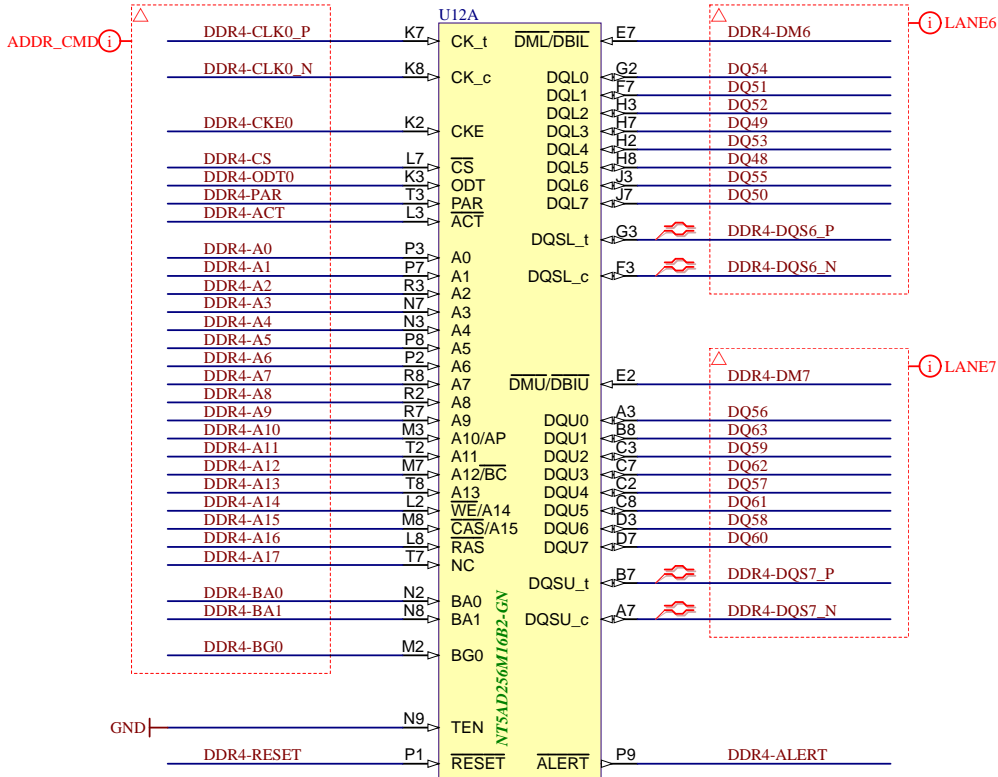 U12A
ADDR_CMD i
DDR4-CLK0_P K7 CK_t
DDR4-CLK0_N K8 CK_c
DDR4-CKE0 K2 CKE
DDR4-CS L7 CS
DDR4-ODT0 K3 ODT
DDR4-PAR T3 PAR
DDR4-ACT L3 ACT
DDR4-A0 P3 A0
DDR4-A1 P7 A1
DDR4-A2 R3 A2
DDR4-A3 N7 A3
DDR4-A4 N3 A4
DDR4-A5 P8 A5
DDR4-A6 P2 A6
DDR4-A7 R8 A7
DDR4-A8 R2 A8
DDR4-A9 R7 A9
DDR4-A10 M3 A10/AP
DDR4-A11 T2 A11
DDR4-A12 M7 A12/BC
DDR4-A13 T8 A13
DDR4-A14 L2 WE/A14
DDR4-A15 M8 CAS/A15
DDR4-A16 L8 RAS
DDR4-A17 T7 NC
DDR4-BA0 N2 BA0
DDR4-BA1 N8 BA1
DDR4-BG0 M2 BG0
GND N9 TEN
DDR4-RESET P1 RESET
NT5AD256M16B2-GN
i LANE6
DML/DBIL E7 DDR4-DM6
DQL0 G2 DQ54
DQL1 F7 DQ51
DQL2 H3 DQ52
DQL3 H7 DQ49
DQL4 H2 DQ53
DQL5 H8 DQ48
DQL6 J3 DQ55
DQL7 J7 DQ50
DQSL_t G3 DDR4-DQS6_P
DQSL_c F3 DDR4-DQS6_N
i LANE7
DMU/DBIU E2 DDR4-DM7
DQU0 A3 DQ56
DQU1 B8 DQ63
DQU2 C3 DQ59
DQU3 C7 DQ62
DQU4 C2 DQ57
DQU5 C8 DQ61
DQU6 D3 DQ58
DQU7 D7 DQ60
DQSU_t B7 DDR4-DQS7_P
DQSU_c A7 DDR4-DQS7_N
ALERT P9 DDR4-ALERT